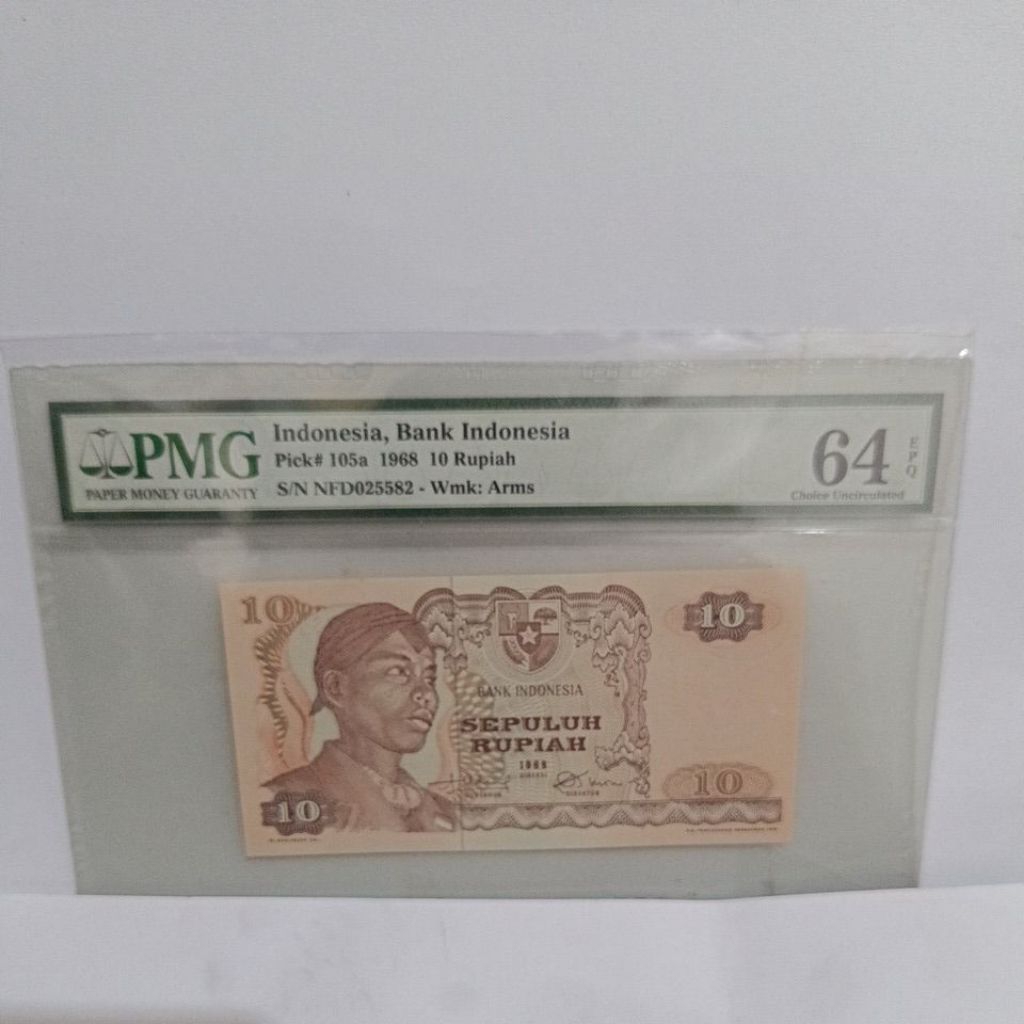 PMG
PAPER MONEY GUARANTY
Indonesia, Bank Indonesia
Pick# 105a 1968 10 Rupiah
S/N NFD025582 - Wmk: Arms
64
EPQ
Choice Uncirculated
10
10
BANK INDONESIA
SEPULUH
RUPIAH
1968
10
10